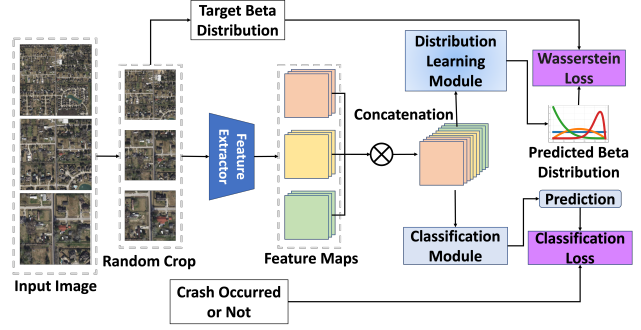 Target Beta
Distribution
Distribution
Learning
Module
Wasserstein
Loss
Feature
Extractor
Concatenation
Predicted Beta
Distribution
Prediction
Random Crop
Feature Maps
Classification
Module
Classification
Loss
Input Image
Crash Occurred
or Not